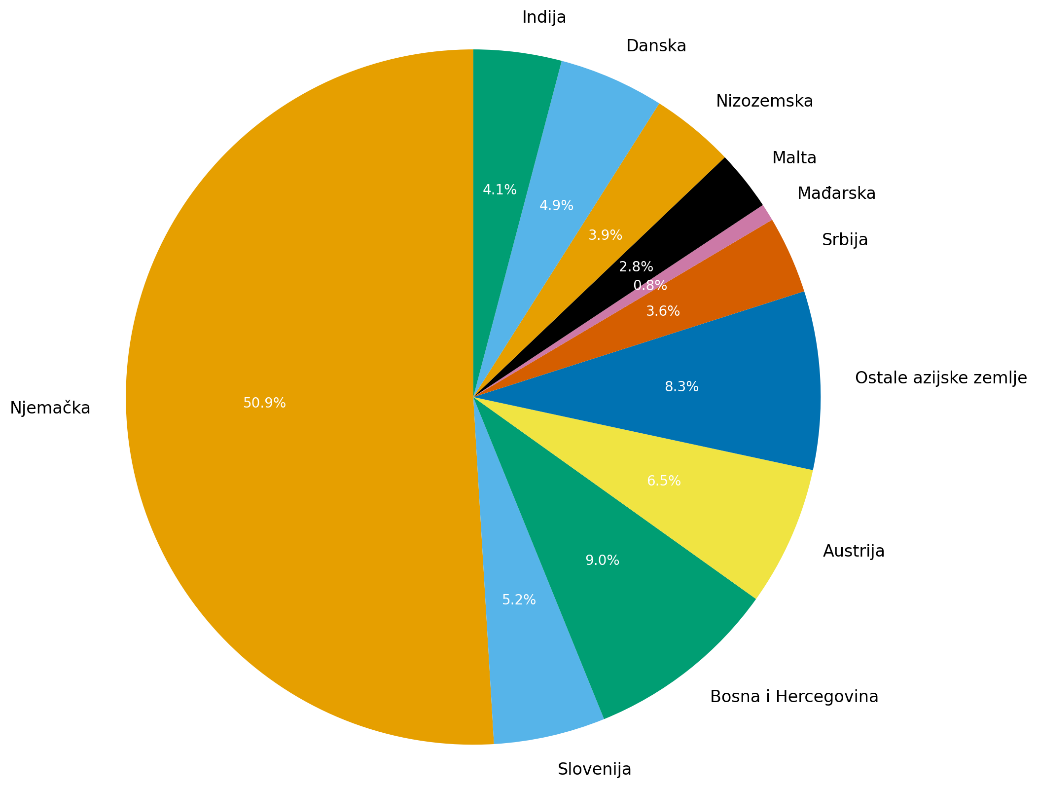 Indija
Danska
Nizozemska
Malta
Mađarska
Srbija
Ostale azijske zemlje
Austrija
Bosna i Hercegovina
Slovenija
Njemačka
4.1%
4.9%
3.9%
2.8%
0.8%
3.6%
8.3%
6.5%
9.0%
5.2%
50.9%